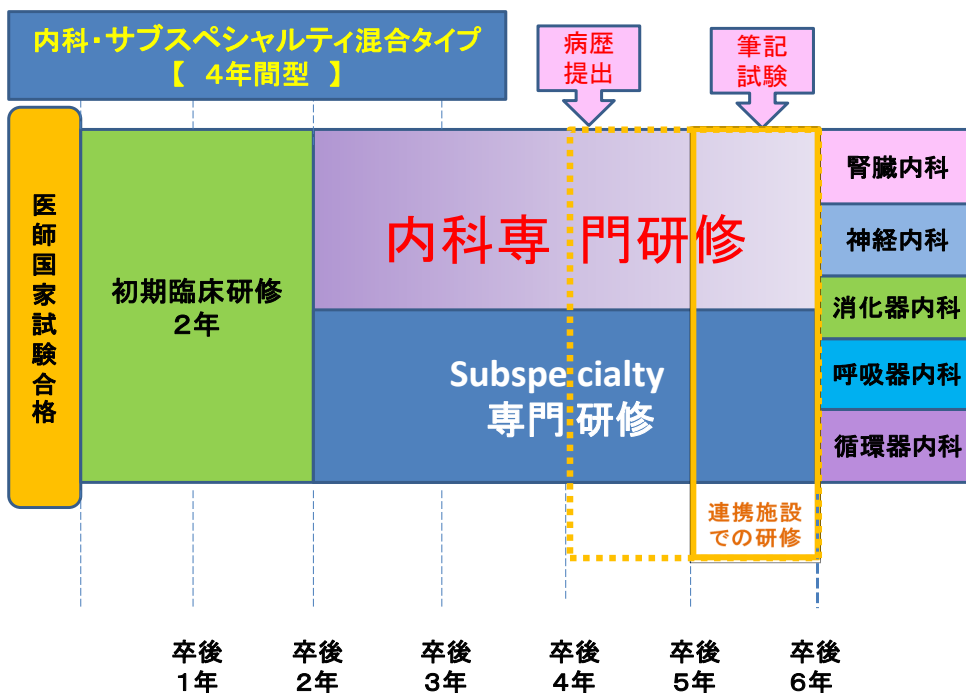 内科・サブスペシャルティ混合タイプ
【 4年間型 】
病歴
提出
筆記
試験
医師国家試験合格
初期臨床研修
2年
内科専 門研修
Subspe cialty
専門 研修
連携施設
での研修
腎臓内科
神経内科
消化器内科
呼吸器内科
循環器内科
卒後
1年
卒後
2年
卒後
3年
卒後
4年
卒後
5年
卒後
6年